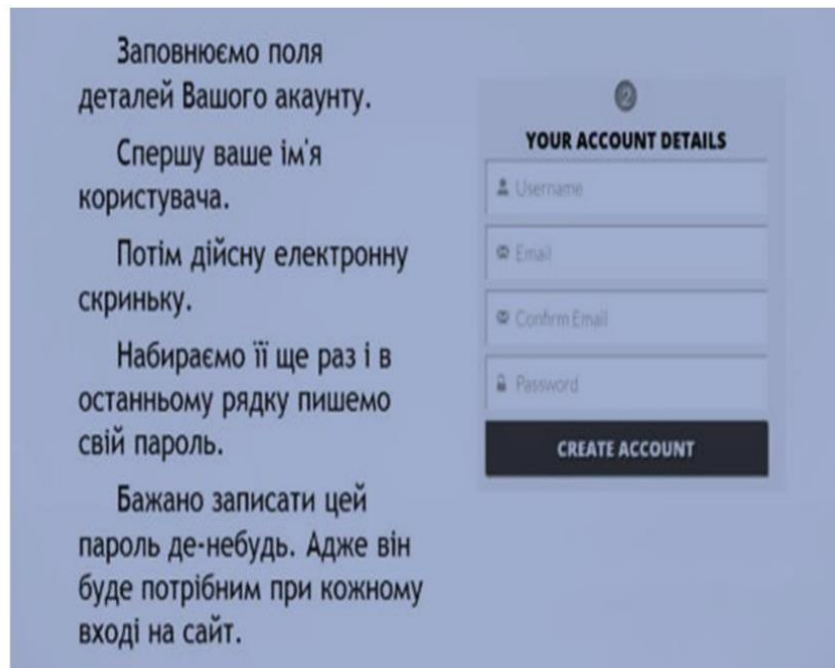 Заповнюємо поля
деталей Вашого акаунту.
Спершу ваше ім'я
користувача.
Потім дійсну електронну
скриньку.
Набираємо її ще раз і в
останньому рядку пишемо
свій пароль.
Бажано записати цей
пароль де-небудь. Адже він
буде потрібним при кожному
вході на сайт.
2
YOUR ACCOUNT DETAILS
Username
Email
Confirm Email
Password
CREATE ACCOUNT